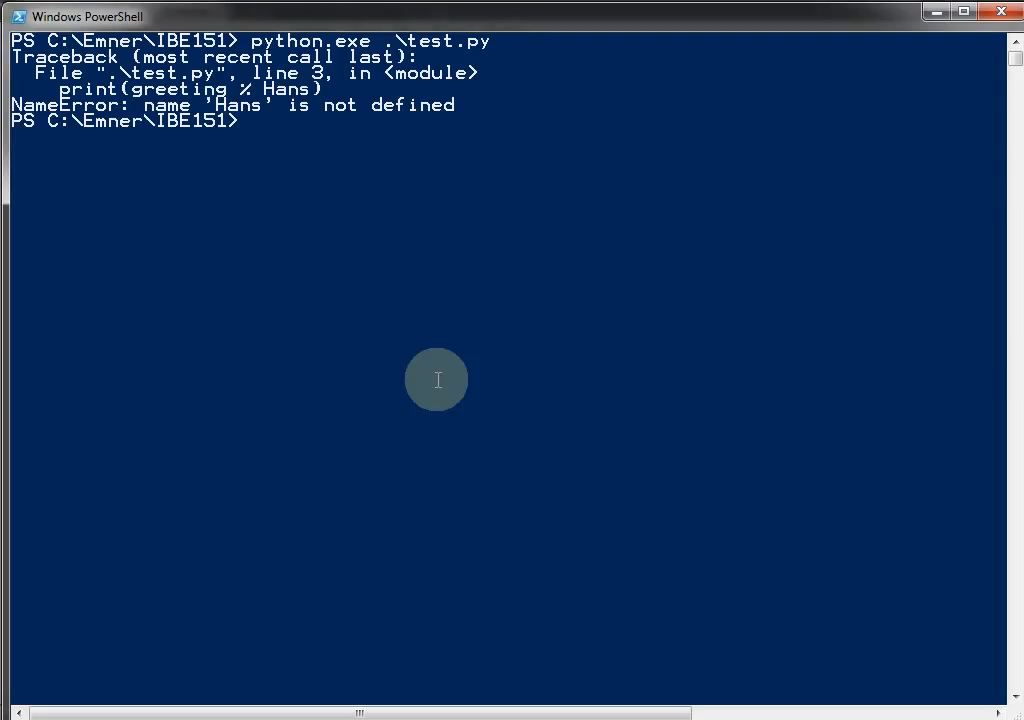 Windows PowerShell
PS C:\Emner\IBE151> python.exe .\test.py
Traceback (most recent call last):
  File ".\test.py", line 3, in <module>
    print(greeting % Hans)
NameError: name 'Hans' is not defined
PS C:\Emner\IBE151>